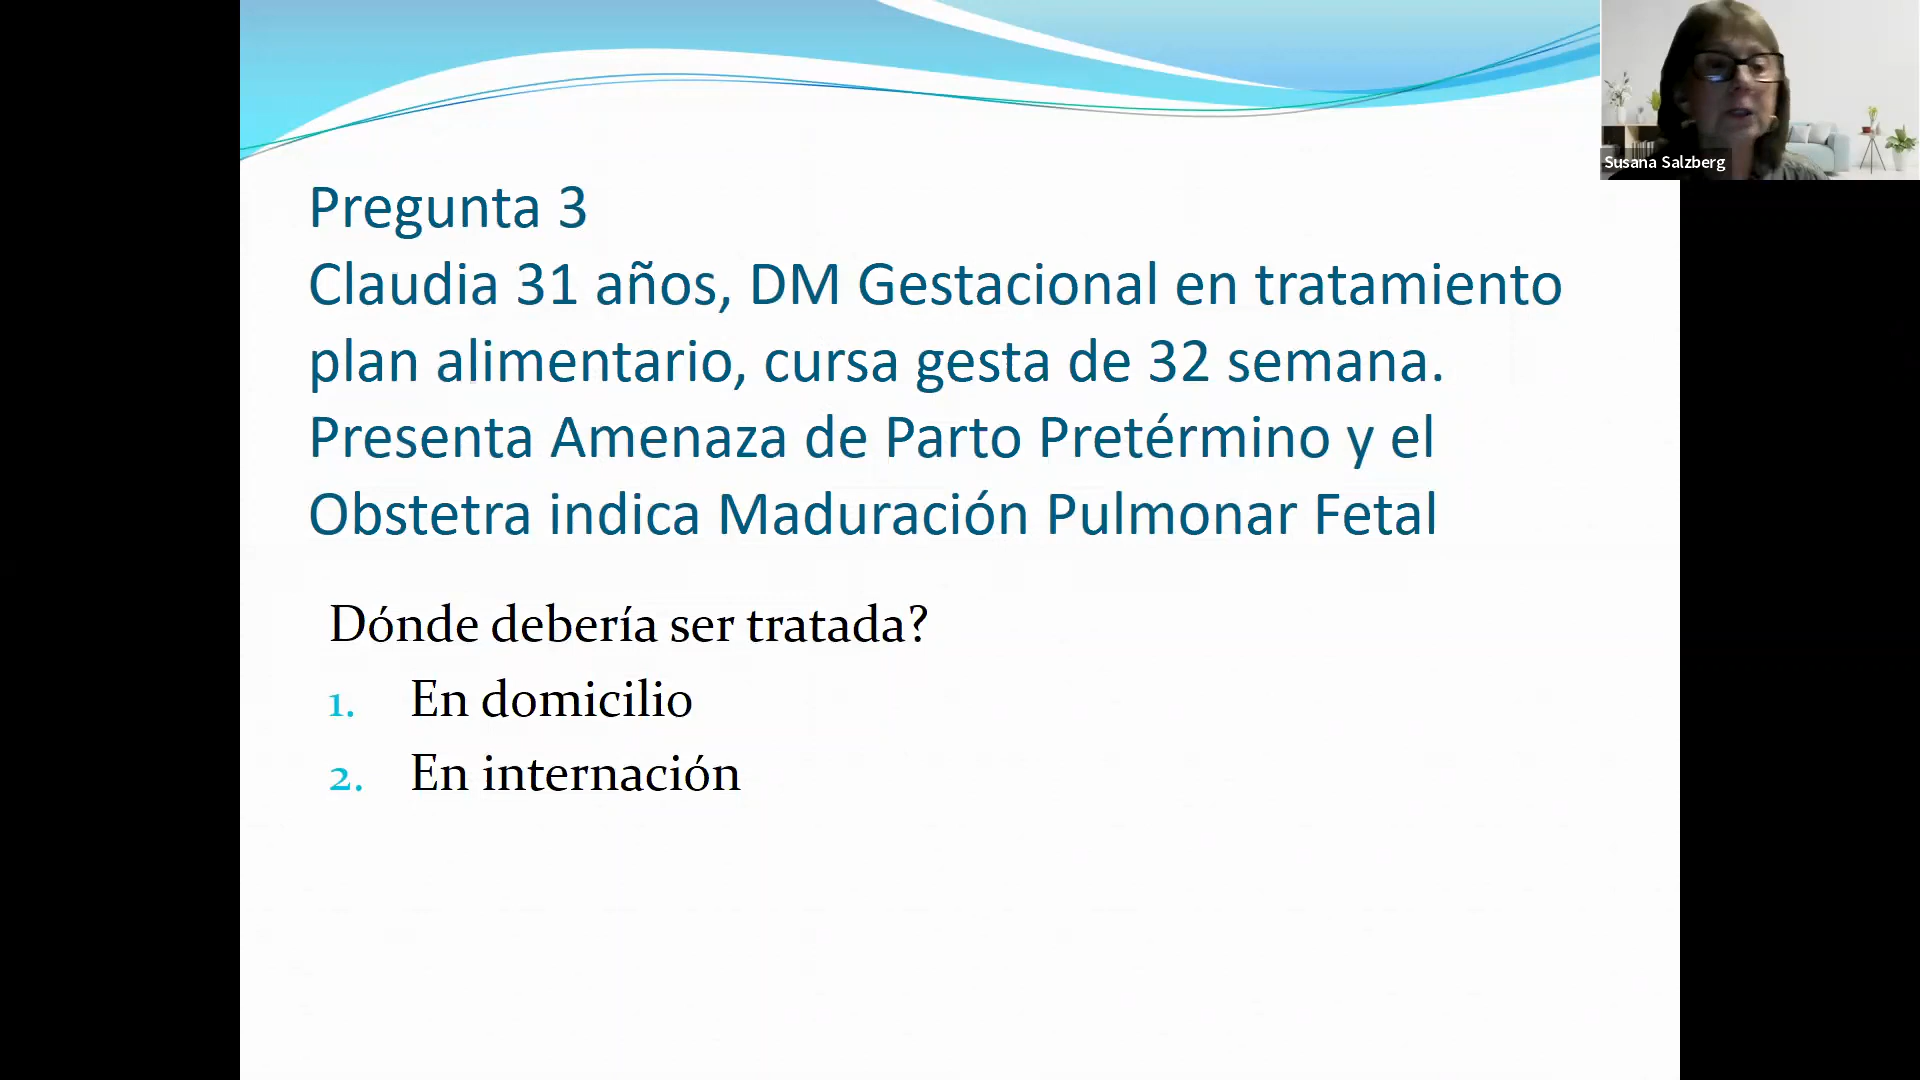 Susana Salzberg
Pregunta 3
Claudia 31 años, DM Gestacional en tratamiento
plan alimentario, cursa gesta de 32 semana.
Presenta Amenaza de Parto Pretérmino y el
Obstetra indica Maduración Pulmonar Fetal
Dónde debería ser tratada?
1. En domicilio
2. En internación